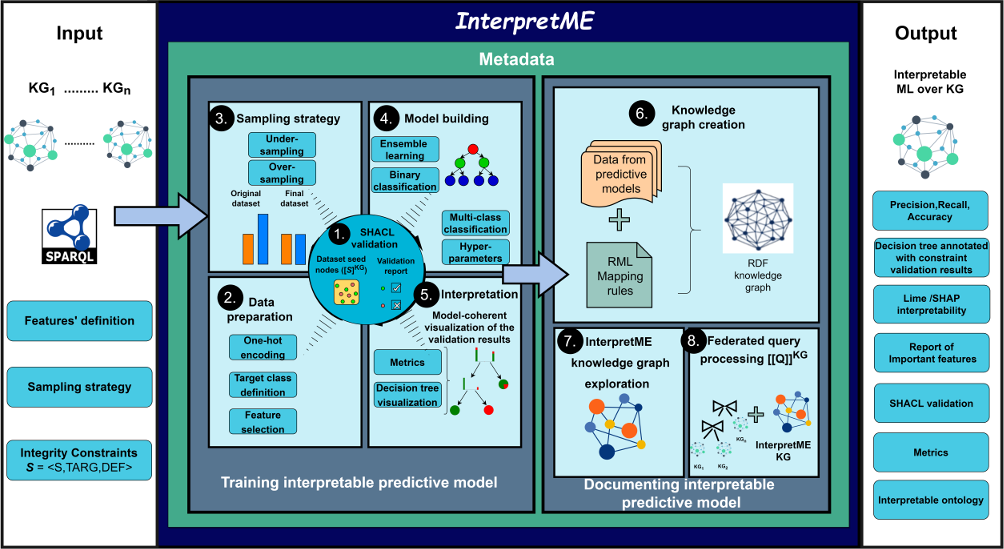 Input
KG1 ......... KGn
..........
SPARQL
Features' definition
Sampling strategy
Integrity Constraints
S = <S,TARG,DEF>
InterpretME
Metadata
3. Sampling strategy
Under-
sampling
Over-
sampling
Original
dataset
Final
dataset
4. Model building
Ensemble
learning
Binary
classification
Multi-class
classification
Hyper-
parameters
1. SHACL
validation
Dataset seed
nodes ([S]KG)
Validation
report
2. Data
preparation
One-hot
encoding
Target class
definition
Feature
selection
5. Interpretation
Model-coherent
visualization of the
validation results
Metrics
Decision tree
visualization
Training interpretable predictive model
6. Knowledge
graph creation
Data from
predictive
models
RML
Mapping
rules
RDF
knowledge
graph
7. InterpretME
knowledge graph
exploration
8. Federated query
processing [[Q]]KG
KGn
KG1
KG2
InterpretME
KG
Documenting interpretable
predictive model
Output
Interpretable
ML over KG
Precision,Recall,
Accuracy
Decision tree annotated
with constraint
validation results
Lime /SHAP
interpretability
Report of
Important features
SHACL validation
Metrics
Interpretable ontology